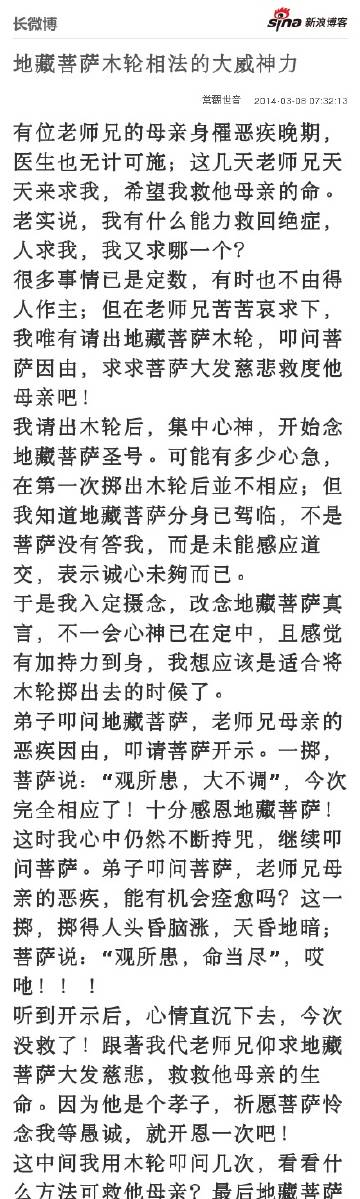 长微博
sina 新浪博客
地藏菩萨木轮相法的大威神力
常翻世音 2014-03-08 07:32:13
有位老师兄的母亲身罹恶疾晚期，
医生也无计可施；这几天老师兄天
天来求我，希望我救他母亲的命。
老实说，我有什么能力救回绝症，
人求我，我又求哪一个？
很多事情已是定数，有时也不由得
人作主；但在老师兄苦苦哀求下，
我唯有请出地藏菩萨木轮，叩问菩
萨因由，求求菩萨大发慈悲救度他
母亲吧！
我请出木轮后，集中心神，开始念
地藏菩萨圣号。可能有多少心急，
在第一次掷出木轮后並不相应；但
我知道地藏菩萨分身已驾临，不是
菩萨没有答我，而是未能感应道
交，表示诚心未夠而已。
于是我入定摄念，改念地藏菩萨真
言，不一会心神已在定中，且感觉
有加持力到身，我想应该是适合将
木轮掷出去的时候了。
弟子叩问地藏菩萨，老师兄母亲的
恶疾因由，叩请菩萨开示。一掷，
菩萨说：“观所患，大不调”，今次
完全相应了！十分感恩地藏菩萨！
这时我心中仍然不断持咒，继续叩
问菩萨。弟子叩问菩萨，老师兄母
亲的恶疾，能有机会痊愈吗？这一
掷，掷得人头昏脑涨，天昏地暗；
菩萨说：“观所患，命当尽”，哎
吔！！！
听到开示后，心情直沉下去，今次
没救了！跟著我代老师兄仰求地藏
菩萨大发慈悲，救救他母亲的生
命。因为他是个孝子，祈愿菩萨怜
念我等愚诚，就开恩一次吧！
这中间我用木轮叩问几次，看看什
么方法可救他母亲？最后地藏菩萨